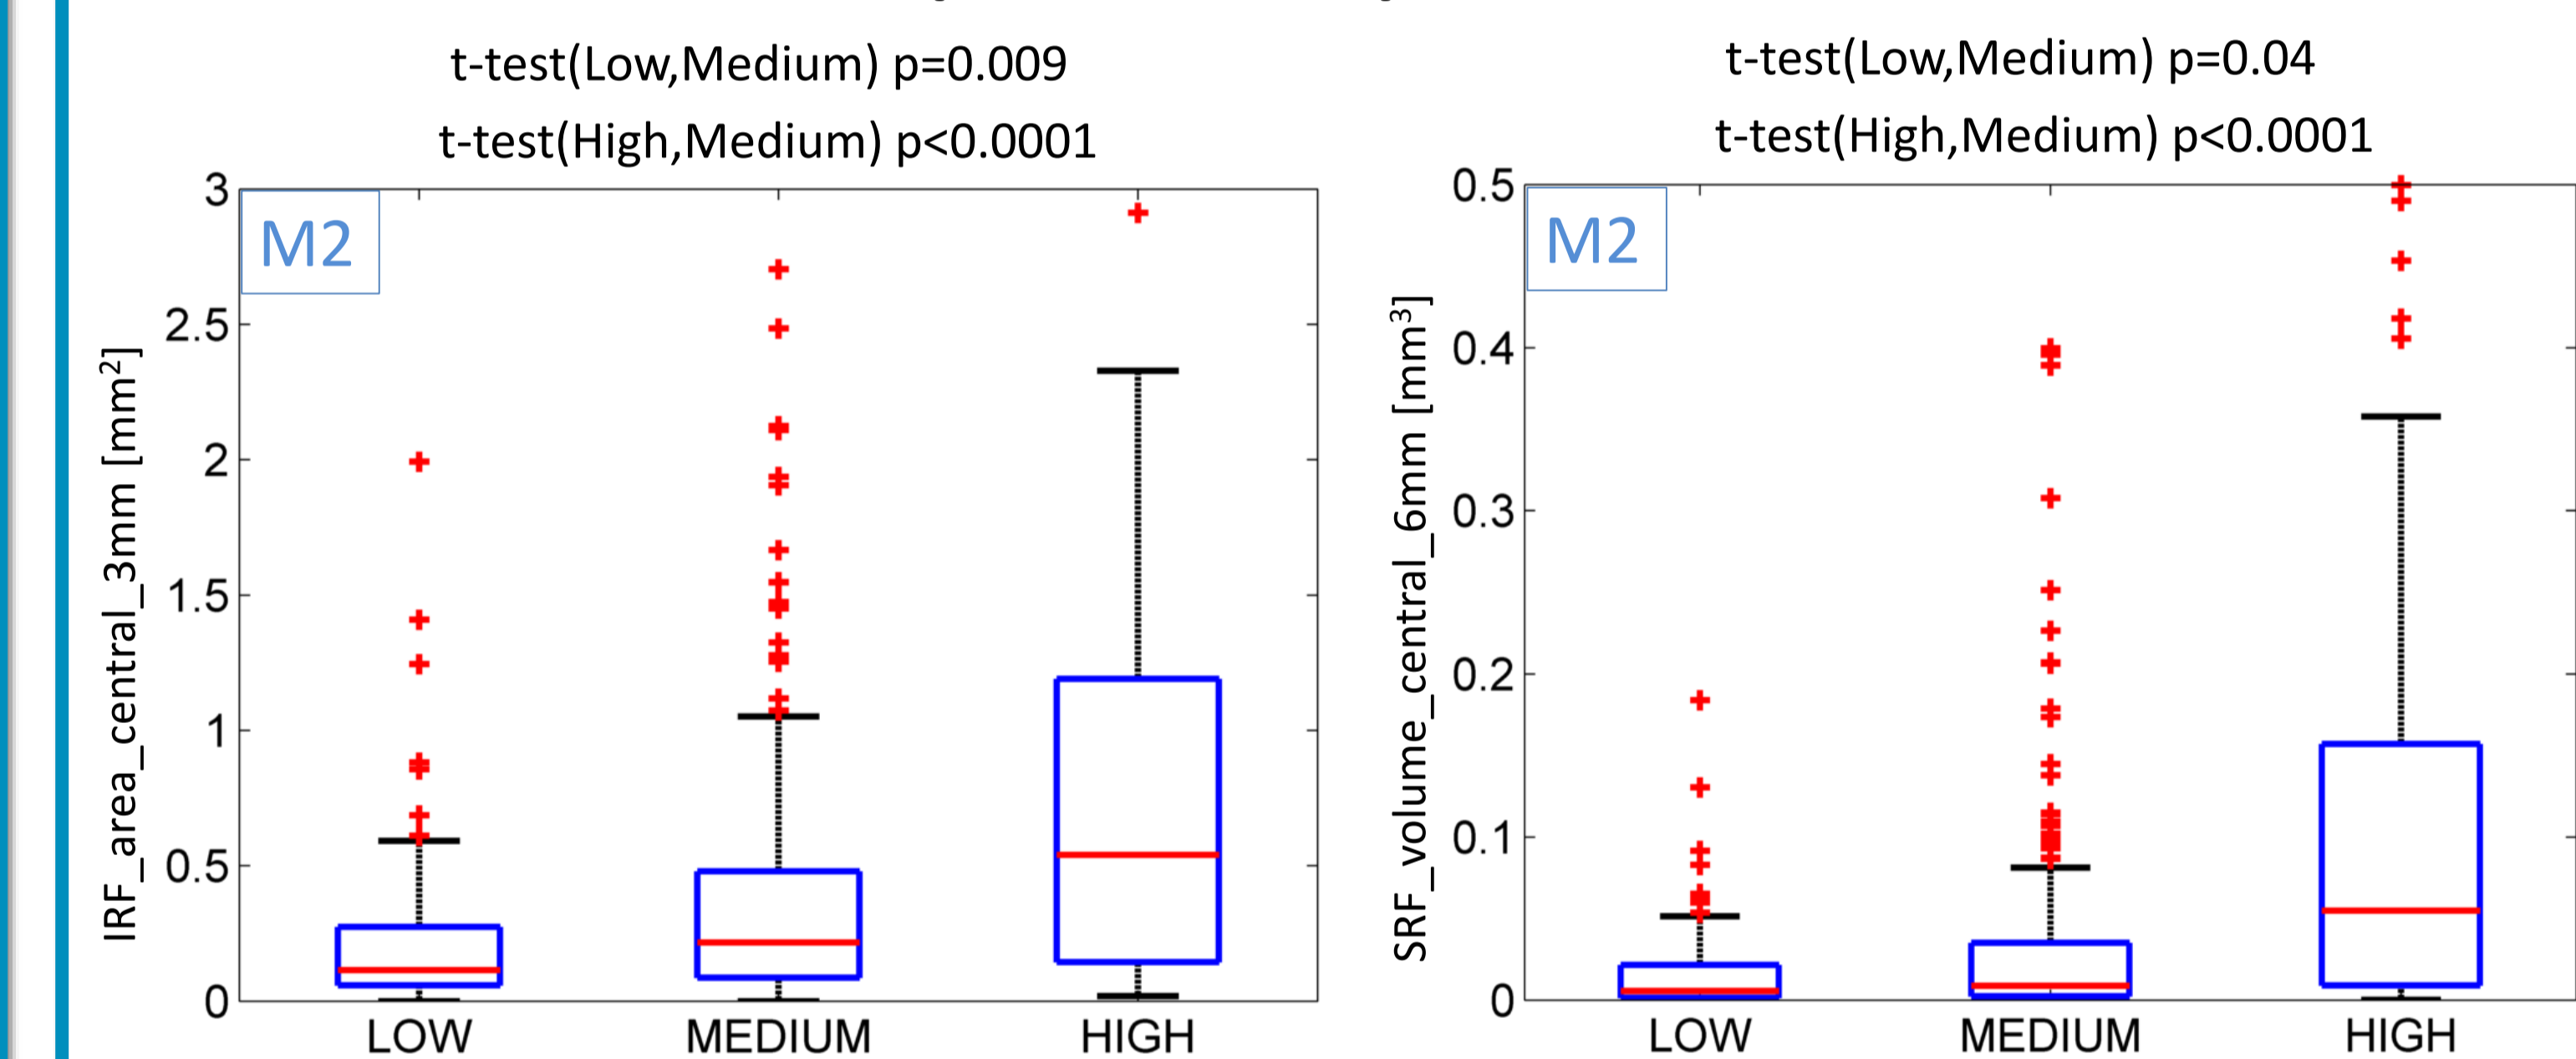 t-test(Low,Medium) p=0.009
t-test(High,Medium) p<0.0001
M2
IRF_area_central_3mm [mm²]
3
2.5
2
1.5
1
0.5
0
LOW MEDIUM HIGH
t-test(Low,Medium) p=0.04
t-test(High,Medium) p<0.0001
M2
SRF_volume_central_6mm [mm³]
0.5
0.4
0.3
0.2
0.1
0
LOW MEDIUM HIGH